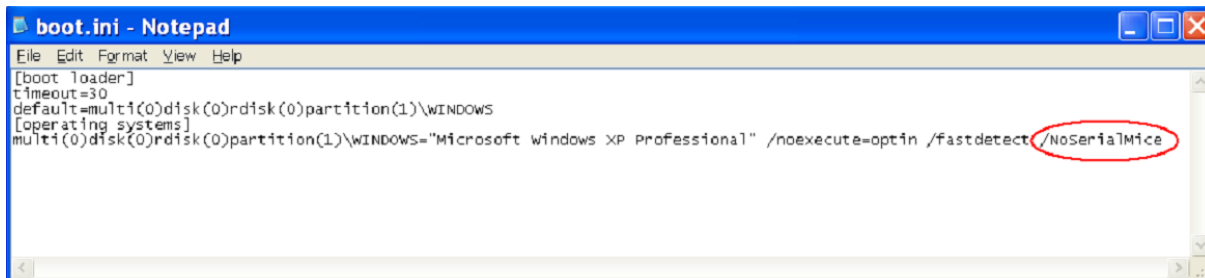 boot.ini - Notepad
File Edit Format View Help
[boot loader]
timeout=30
default=multi(0)disk(0)rdisk(0)partition(1)\WINDOWS
[operating systems]
multi(0)disk(0)rdisk(0)partition(1)\WINDOWS="Microsoft Windows XP Professional" /noexecute=optin /fastdetect /NoSerialMice